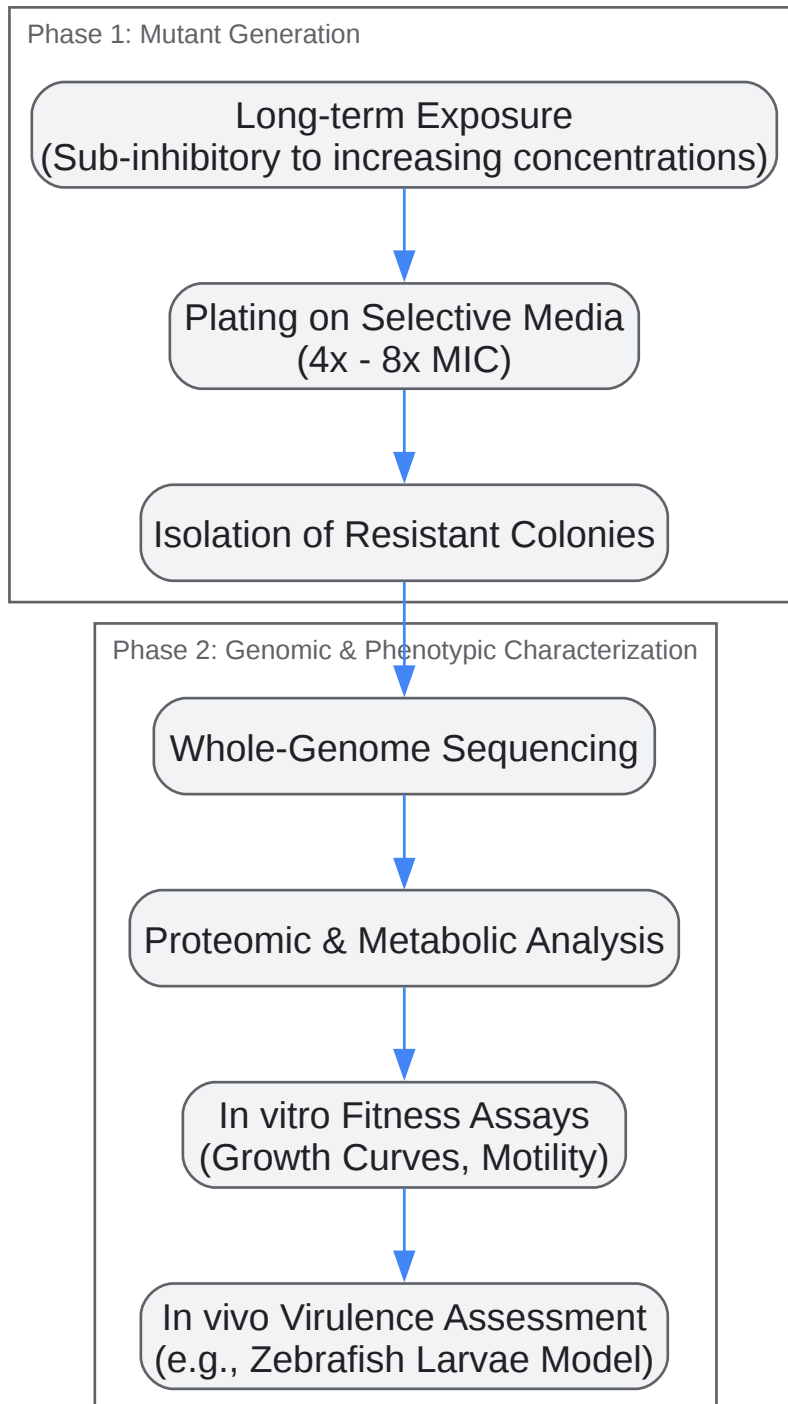 Phase 1: Mutant Generation
Long-term Exposure
(Sub-inhibitory to increasing concentrations)
Plating on Selective Media
(4x - 8x MIC)
Isolation of Resistant Colonies
Phase 2: Genomic & Phenotypic Characterization
Whole-Genome Sequencing
Proteomic & Metabolic Analysis
In vitro Fitness Assays
(Growth Curves, Motility)
In vivo Virulence Assessment
(e.g., Zebrafish Larvae Model)